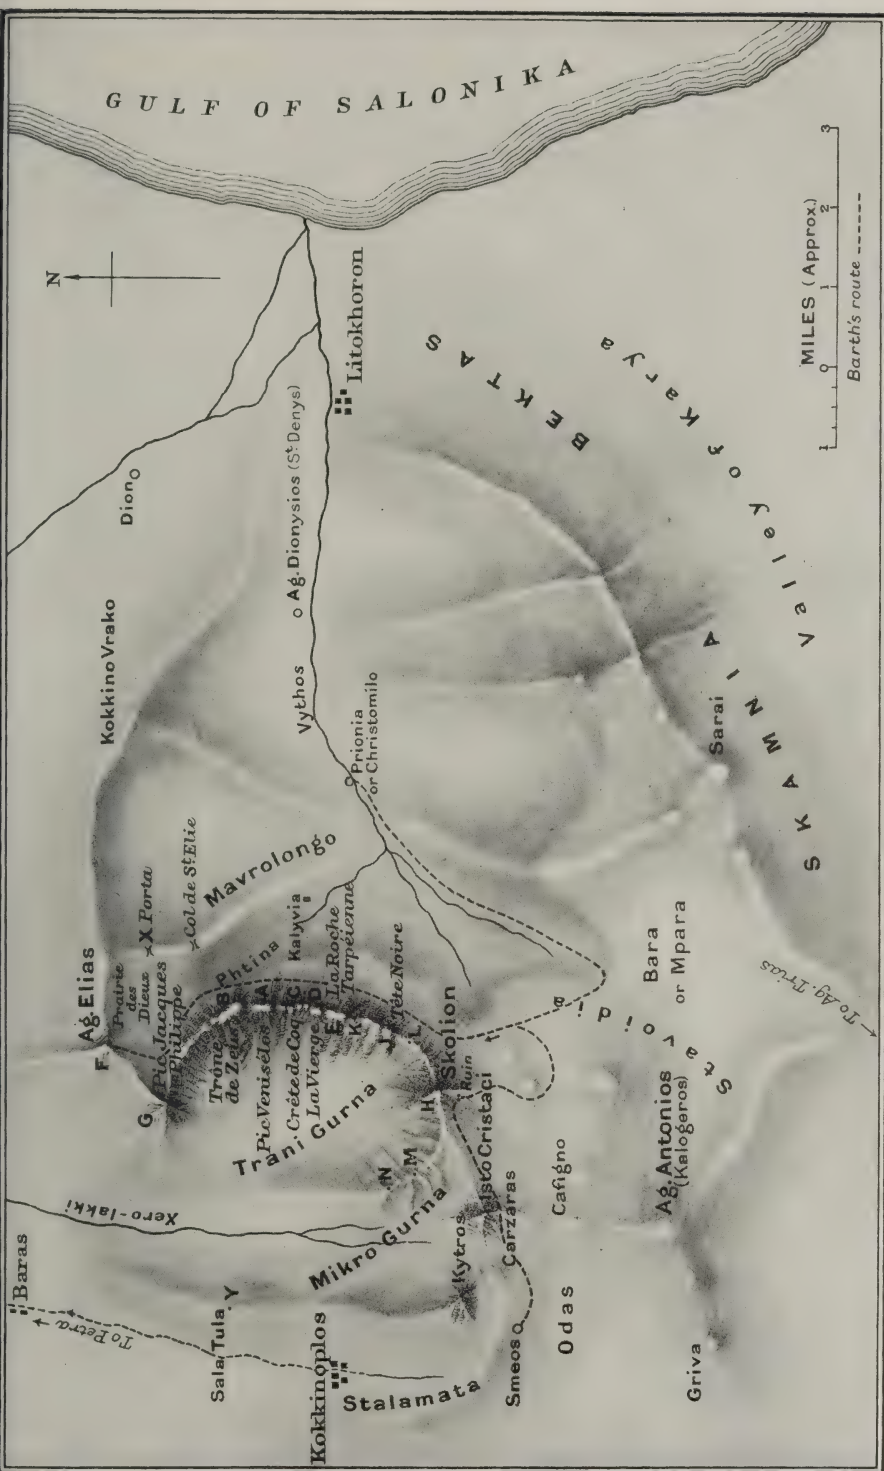 GULF OF SALONIKA
N
Litokhoron
Dion
Ag. Dionysios (St. Denys)
Kokkino Vrako
Vythos
Prionia
or Christomilo
MILES (Approx.)
1 0 1 2 3
Barth's route
BEKTAS
Valley of Karya
SKAMNIA
Sarai
Mavrolongo
X Porta
Col de St. Elie
Ag. Elias
F
Prairie
des
Dieux
Phtina
Kalyvia
Pic Jacques
Philippe
G
Trône
de Zeus
B
Pic Venisélos
A
Crête de Coq
C
La Vierge
D
La Roche
Tarpéienne
E
K
Tête Noire
J
L
Skolion
H
Ruin
Trani Gurna
N
M
Isto Cristaci
Bara
or Mpara
To Ag. Trias
Ag. Antonios
(Kalogeros)
Cafigno
Carzaras
Kytros
Mikro Gurna
Xero-lakki
Baras
To Petra
Sala Tula
Y
Kokkinoplos
Stalamata
Smeos
Odas
Griva